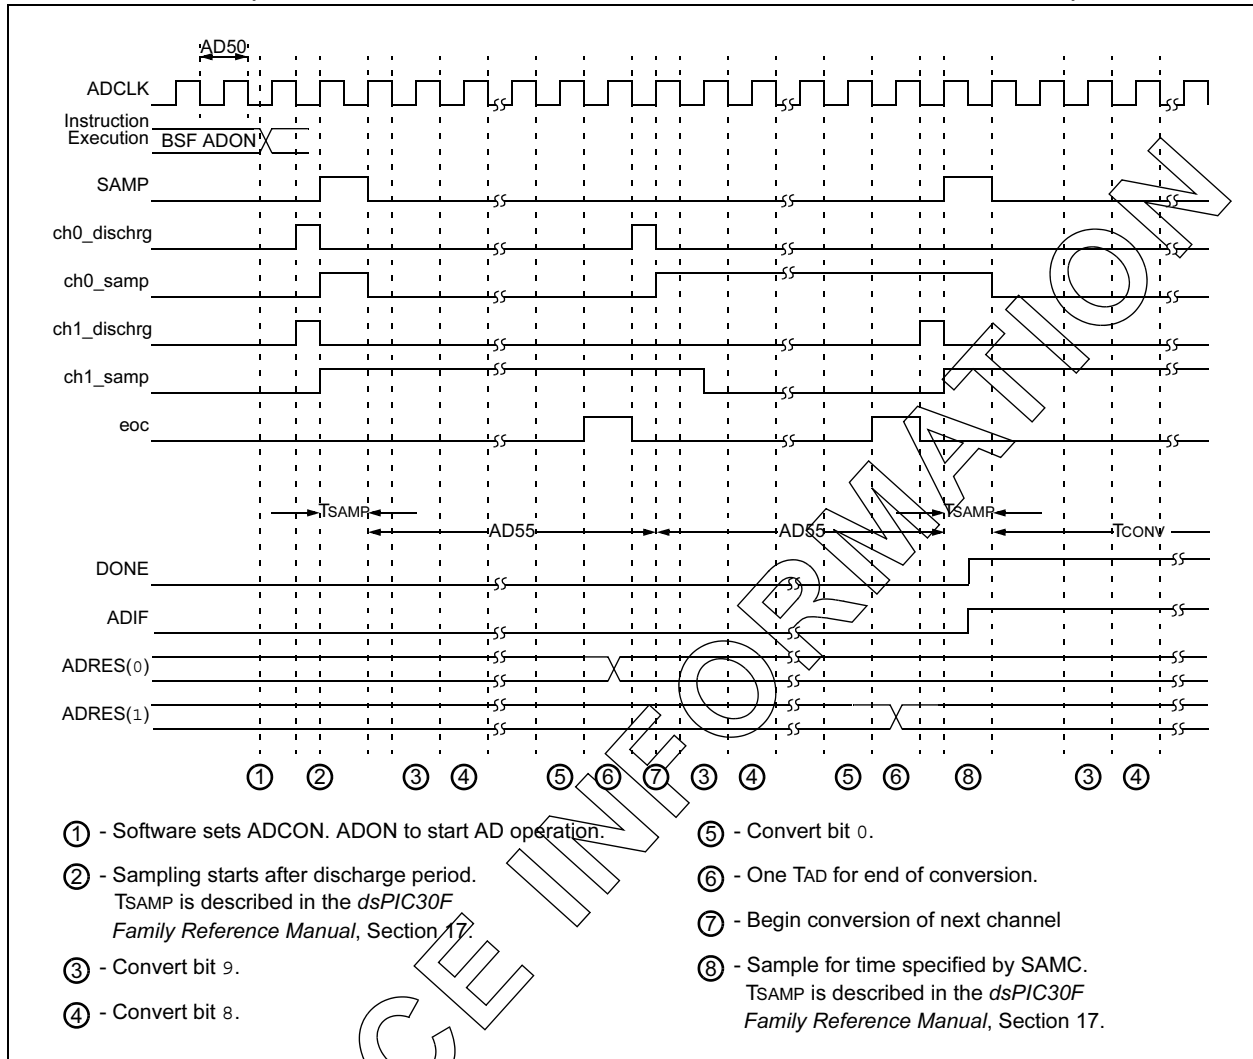 AD50
ADCLK
Instruction
Execution
BSF ADON
SAMP
ch0_dischrg
ch0_samp
ch1_dischrg
ch1_samp
eoc
TSAMP TSAMP
AD55 AD55 TCONV
DONE
ADIF
ADRES(0)
ADRES(1)
1 2 3 4 5 6 7 3 4 5 6 8 3 4
1 - Software sets ADCON. ADON to start AD operation.
2 - Sampling starts after discharge period.
TSAMP is described in the dsPIC30F
Family Reference Manual, Section 17.
3 - Convert bit 9.
4 - Convert bit 8.
5 - Convert bit 0.
6 - One TAD for end of conversion.
7 - Begin conversion of next channel
8 - Sample for time specified by SAMC.
TSAMP is described in the dsPIC30F
Family Reference Manual, Section 17.
CE INFORMATION